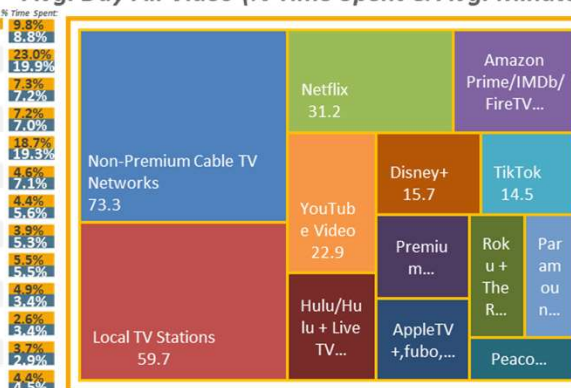 % Time Spent
9.8%
8.8%
23.0%
19.9%
7.3%
7.2%
7.2%
7.0%
18.7%
19.3%
4.6%
7.1%
4.4%
5.6%
3.9%
5.3%
5.5%
5.5%
4.9%
3.4%
2.6%
3.4%
3.7%
2.9%
4.4%
Non-Premium Cable TV
Networks
73.3
Local TV Stations
59.7
Netflix
31.2
Amazon
Prime/IMDb/
FireTV...
YouTub
e Video
22.9
Disney+
15.7
TikTok
14.5
Hulu/Hu
lu + Live
TV...
Premiu
m...
AppleTV
+,fubo,...
Rok
u +
The
R...
Par
am
ou
n...
Peaco...